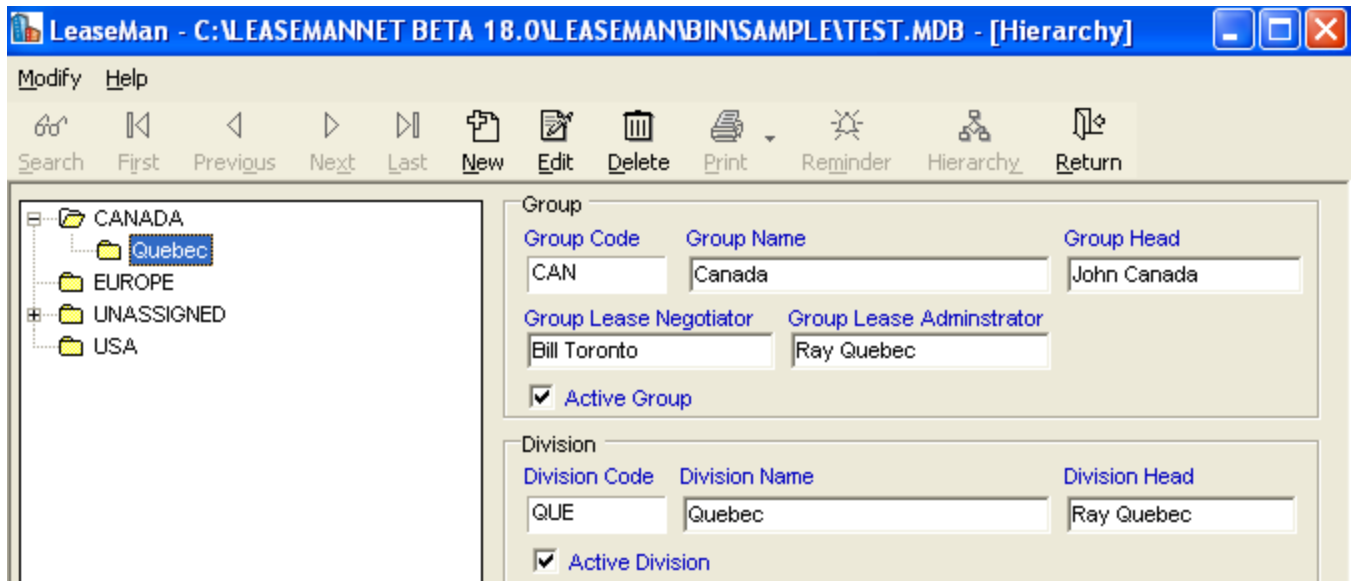 LeaseMan - C:\LEASEMANNET BETA 18.0\LEASEMAN\BIN\SAMPLE\TEST.MDB - [Hierarchy]
Modify Help
Search First Previous Next Last New Edit Delete Print Reminder Hierarchy Return
CANADA
Quebec
EUROPE
UNASSIGNED
USA
Group
Group Code Group Name Group Head
CAN Canada John Canada
Group Lease Negotiator Group Lease Adminstrator
Bill Toronto Ray Quebec
Active Group
Division
Division Code Division Name Division Head
QUE Quebec Ray Quebec
Active Division